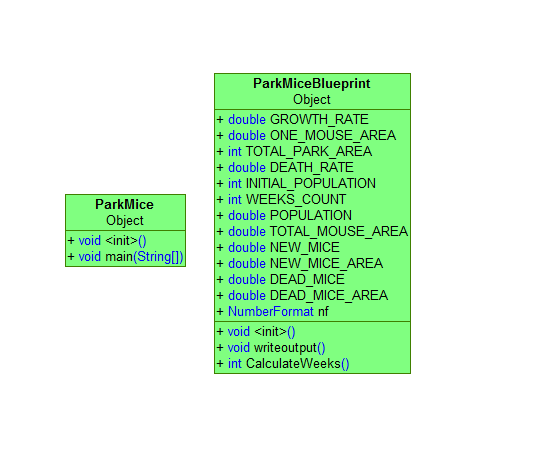 ParkMice
Object
+ void <init>()
+ void main(String[])
ParkMiceBlueprint
Object
+ double GROWTH_RATE
+ double ONE_MOUSE_AREA
+ int TOTAL_PARK_AREA
+ double DEATH_RATE
+ int INITIAL_POPULATION
+ int WEEKS_COUNT
+ double POPULATION
+ double TOTAL_MOUSE_AREA
+ double NEW_MICE
+ double NEW_MICE_AREA
+ double DEAD_MICE
+ double DEAD_MICE_AREA
+ NumberFormat nf
+ void <init>()
+ void writeoutput()
+ int CalculateWeeks()